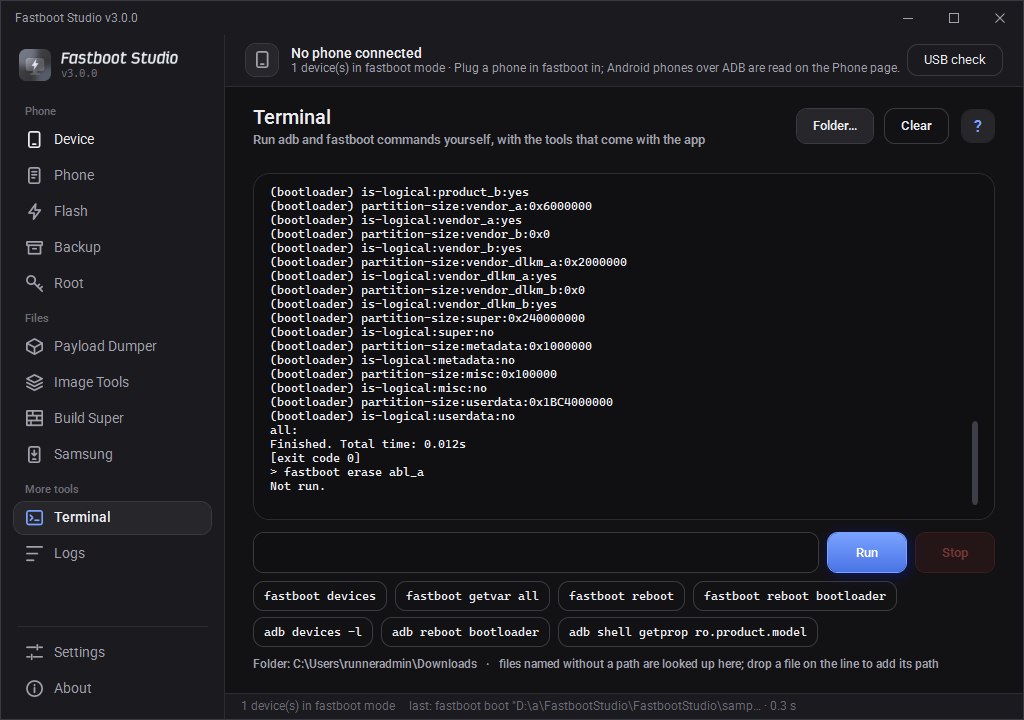 Fastboot Studio v3.0.0
Fastboot Studio
v3.0.0
No phone connected
1 device(s) in fastboot mode · Plug a phone in fastboot in; Android phones over ADB are read on the Phone page.
USB check
Phone
Device
Phone
Flash
Backup
Root
Files
Payload Dumper
Image Tools
Build Super
Samsung
More tools
Terminal
Logs
Settings
About
Terminal
Run adb and fastboot commands yourself, with the tools that come with the app
Folder...
Clear
?
(bootloader) is-logical:product_b:yes
(bootloader) partition-size:vendor_a:0x6000000
(bootloader) is-logical:vendor_a:yes
(bootloader) partition-size:vendor_b:0x0
(bootloader) is-logical:vendor_b:yes
(bootloader) partition-size:vendor_dlkm_a:0x2000000
(bootloader) is-logical:vendor_dlkm_a:yes
(bootloader) partition-size:vendor_dlkm_b:0x0
(bootloader) is-logical:vendor_dlkm_b:yes
(bootloader) partition-size:super:0x240000000
(bootloader) is-logical:super:no
(bootloader) partition-size:metadata:0x1000000
(bootloader) is-logical:metadata:no
(bootloader) partition-size:misc:0x100000
(bootloader) is-logical:misc:no
(bootloader) partition-size:userdata:0x1BC4000000
(bootloader) is-logical:userdata:no
all:
Finished. Total time: 0.012s
[exit code 0]
> fastboot erase abl_a
Not run.
Run
Stop
fastboot devices
fastboot getvar all
fastboot reboot
fastboot reboot bootloader
adb devices -l
adb reboot bootloader
adb shell getprop ro.product.model
Folder: C:\Users\runneradmin\Downloads · files named without a path are looked up here; drop a file on the line to add its path
1 device(s) in fastboot mode last: fastboot boot "D:\a\FastbootStudio\FastbootStudio\samp... · 0.3 s